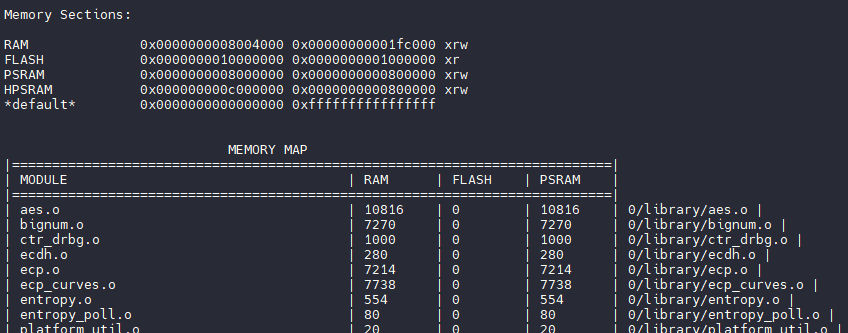 Memory Sections:
RAM 0x0000000008004000 0x00000000001fc000 xrw
FLASH 0x0000000010000000 0x0000000001000000 xr
PSRAM 0x0000000008000000 0x0000000000800000 xrw
HPSRAM 0x000000000c000000 0x0000000000800000 xrw
*default* 0x0000000000000000 0xffffffffffffffff
MEMORY MAP
|===========================================================================|
| MODULE | RAM | FLASH | PSRAM |
|===========================================================================|
| aes.o | 10816 | 0 | 10816 | 0/library/aes.o |
| bignum.o | 7270 | 0 | 7270 | 0/library/bignum.o |
| ctr_drbg.o | 1000 | 0 | 1000 | 0/library/ctr_drbg.o |
| ecdh.o | 280 | 0 | 280 | 0/library/ecdh.o |
| ecp.o | 7214 | 0 | 7214 | 0/library/ecp.o |
| ecp_curves.o | 7738 | 0 | 7738 | 0/library/ecp_curves.o |
| entropy.o | 554 | 0 | 554 | 0/library/entropy.o |
| entropy_poll.o | 80 | 0 | 80 | 0/library/entropy_poll.o |
| platform_util.o | 20 | 0 | 20 | 0/library/platform_util.o |